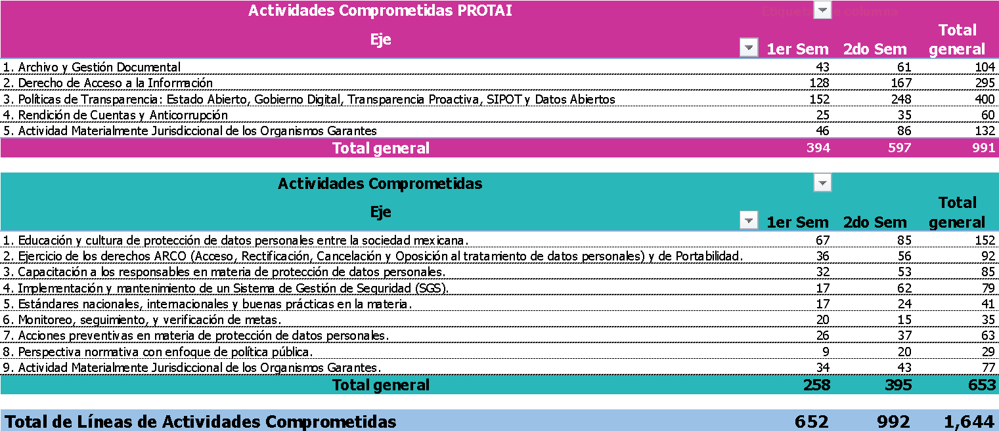 Actividades Comprometidas PROTAI Etiquetas de columna
Eje
Total
1er Sem 2do Sem general
1. Archivo y Gestión Documental 43 61 104
2. Derecho de Acceso a la Información 128 167 295
3. Políticas de Transparencia: Estado Abierto, Gobierno Digital, Transparencia Proactiva, SIPOT y Datos Abiertos 152 248 400
4. Rendición de Cuentas y Anticorrupción 25 35 60
5. Actividad Materialmente Jurisdiccional de los Organismos Garantes 46 86 132
Total general 394 597 991
Actividades Comprometidas
Eje
Total
1er Sem 2do Sem general
1. Educación y cultura de protección de datos personales entre la sociedad mexicana. 67 85 152
2. Ejercicio de los derechos ARCO (Acceso, Rectificación, Cancelación y Oposición al tratamiento de datos personales) y de Portabilidad. 36 56 92
3. Capacitación a los responsables en materia de protección de datos personales. 32 53 85
4. Implementación y mantenimiento de un Sistema de Gestión de Seguridad (SGS). 17 62 79
5. Estándares nacionales, internacionales y buenas prácticas en la materia. 17 24 41
6. Monitoreo, seguimiento, y verificación de metas. 20 15 35
7. Acciones preventivas en materia de protección de datos personales. 26 37 63
8. Perspectiva normativa con enfoque de política pública. 9 20 29
9. Actividad Materialmente Jurisdiccional de los Organismos Garantes. 34 43 77
Total general 258 395 653
Total de Líneas de Actividades Comprometidas 652 992 1,644